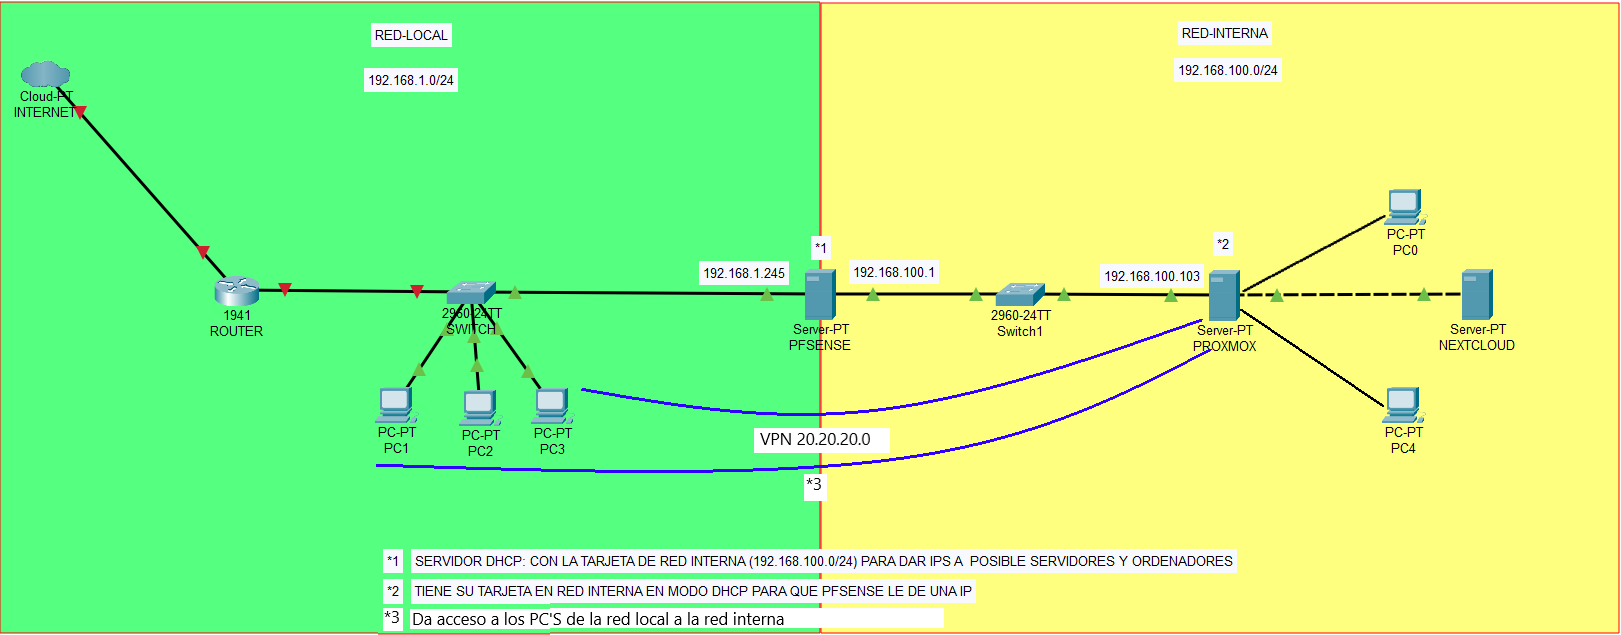 RED-LOCAL
192.168.1.0/24
RED-INTERNA
192.168.100.0/24
Cloud-PT
INTERNET
1941
ROUTER
2960-24TT
SWITCH
PC-PT
PC1
PC-PT
PC2
PC-PT
PC3
192.168.1.245
*1
192.168.100.1
Server-PT
PFSENSE
2960-24TT
Switch1
192.168.100.103
*2
Server-PT
PROXMOX
PC-PT
PC0
Server-PT
NEXTCLOUD
PC-PT
PC4
VPN 20.20.20.0
*3
*1 SERVIDOR DHCP: CON LA TARJETA DE RED INTERNA (192.168.100.0/24) PARA DAR IPS A POSIBLE SERVIDORES Y ORDENADORES
*2 TIENE SU TARJETA EN RED INTERNA EN MODO DHCP PARA QUE PFSENSE LE DE UNA IP
*3 Da acceso a los PC'S de la red local a la red interna